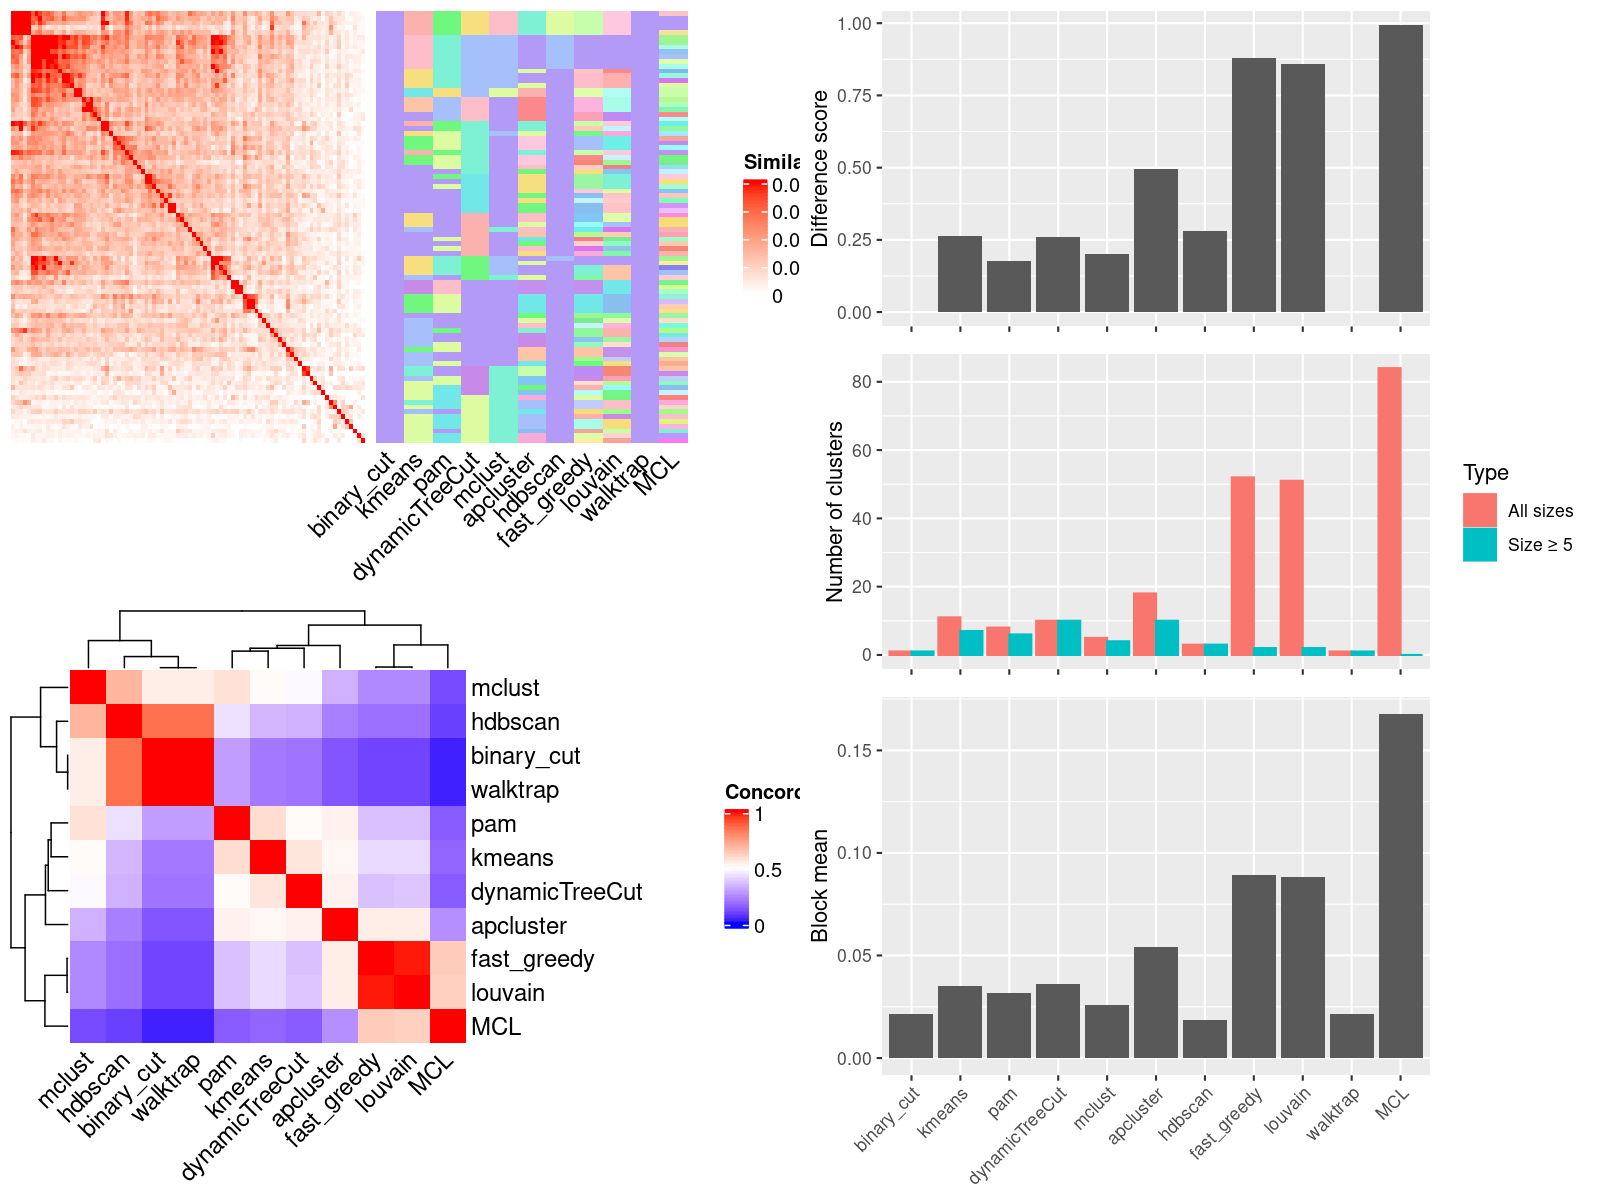 Simila
0.0
0.0
0.0
0.0
0
binary_cut
kmeans
pam
dynamicTreeCut
mclust
apcluster
hdbscan
fast_greedy
louvain
walktrap
MCL
mclust
hdbscan
binary_cut
walktrap
pam
kmeans
dynamicTreeCut
apcluster
fast_greedy
louvain
MCL
mclust
hdbscan
binary_cut
walktrap
pam
kmeans
dynamicTreeCut
apcluster
fast_greedy
louvain
MCL
Concord
1
0.5
0
Difference score
1.00
0.75
0.50
0.25
0.00
Number of clusters
80
60
40
20
0
Type
All sizes
Size ≥ 5
Block mean
0.15
0.10
0.05
0.00
binary_cut
kmeans
pam
dynamicTreeCut
mclust
apcluster
hdbscan
fast_greedy
louvain
walktrap
MCL